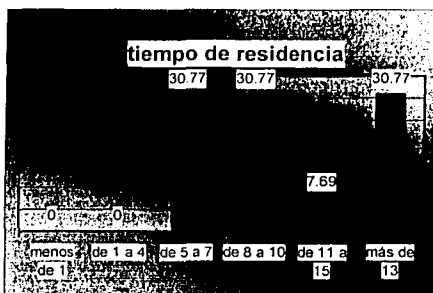 tiempo de residencia
30.77 30.77 30.77
7.69
0 0
menos de 1 a 4 de 5 a 7 de 8 a 10 de 11 a más de
de 1 15 13